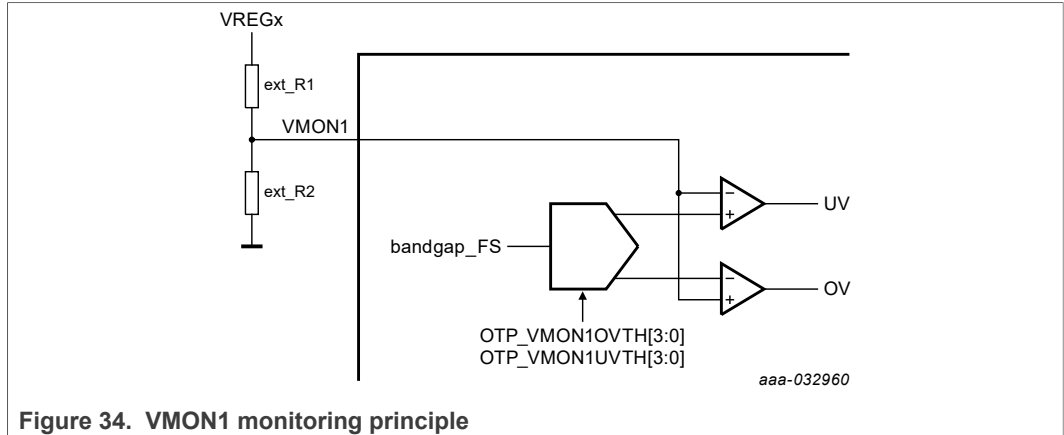 VREGx
ext_R1
VMON1
ext_R2
−
+
UV
bandgap_FS
−
+
OV
OTP_VMON1OVTH[3:0]
OTP_VMON1UVTH[3:0]
aaa-032960
Figure 34. VMON1 monitoring principle